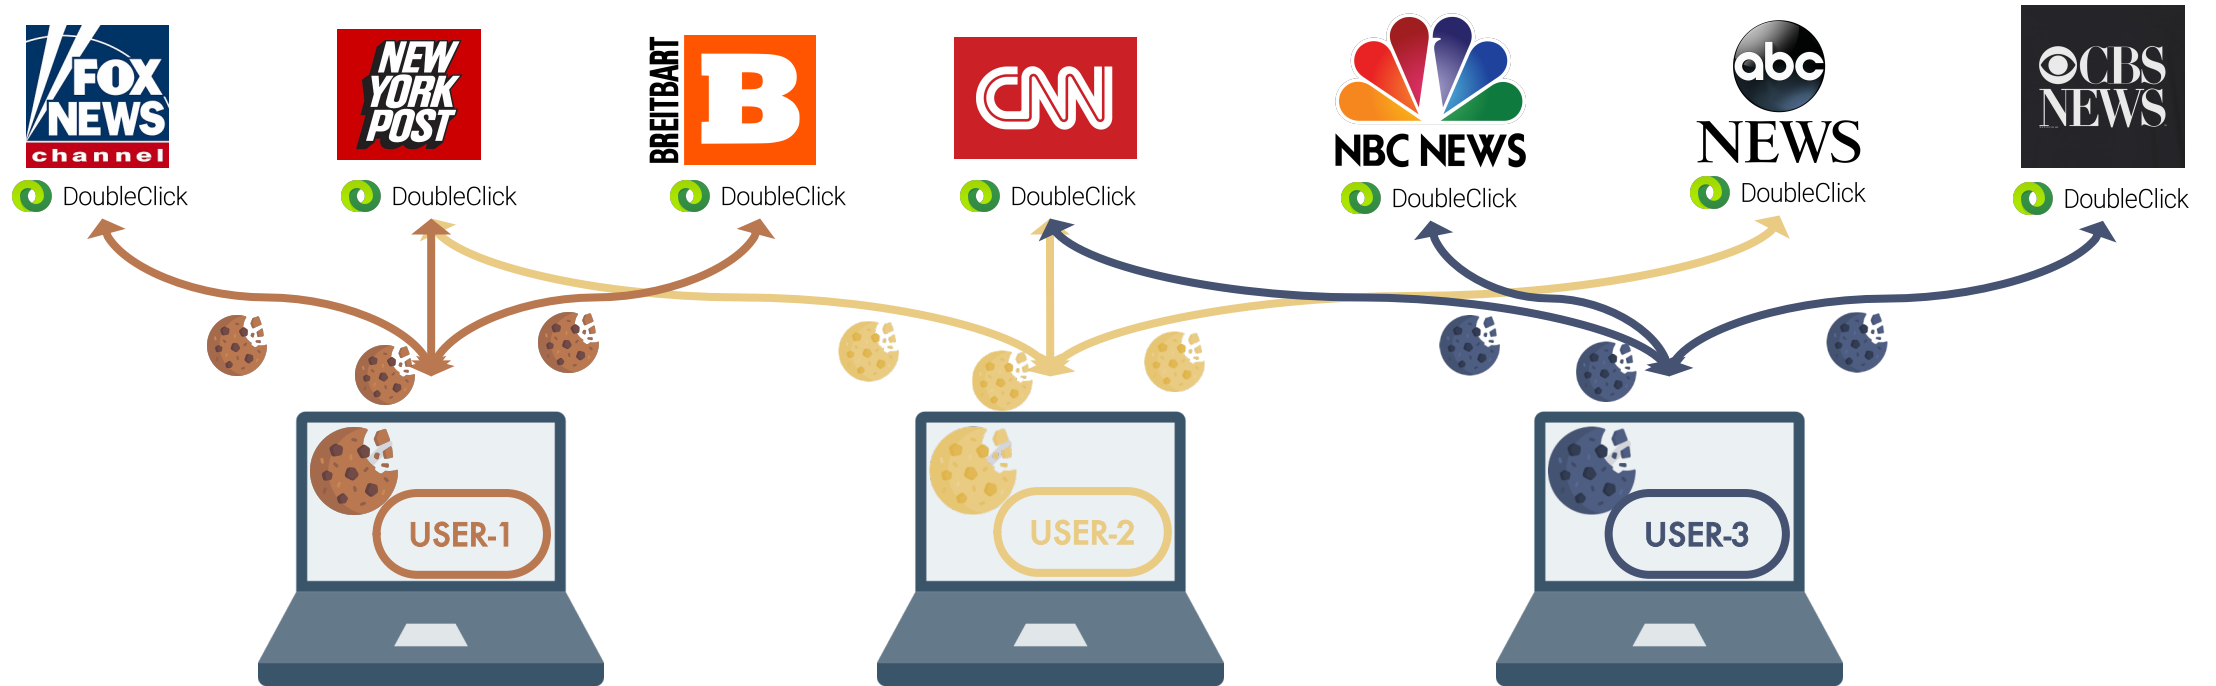 FOX
NEWS
channel
NEW
YORK
POST
BREITBART
B
CNN
NBC NEWS
abc
NEWS
CBS
NEWS
DoubleClick
DoubleClick
DoubleClick
DoubleClick
DoubleClick
DoubleClick
DoubleClick
USER-1
USER-2
USER-3